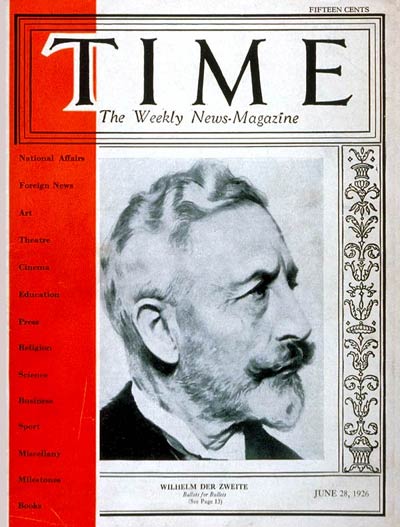 FIFTEEN CENTS
TIME
The Weekly News-Magazine
National Affairs
Foreign News
Art
Theatre
Cinema
Education
Press
Religion
Science
Business
Sport
Miscellany
Milestones
Books
WILHELM DER ZWEITE
Ballots for Bullets
(See Page 13)
JUNE 28, 1926